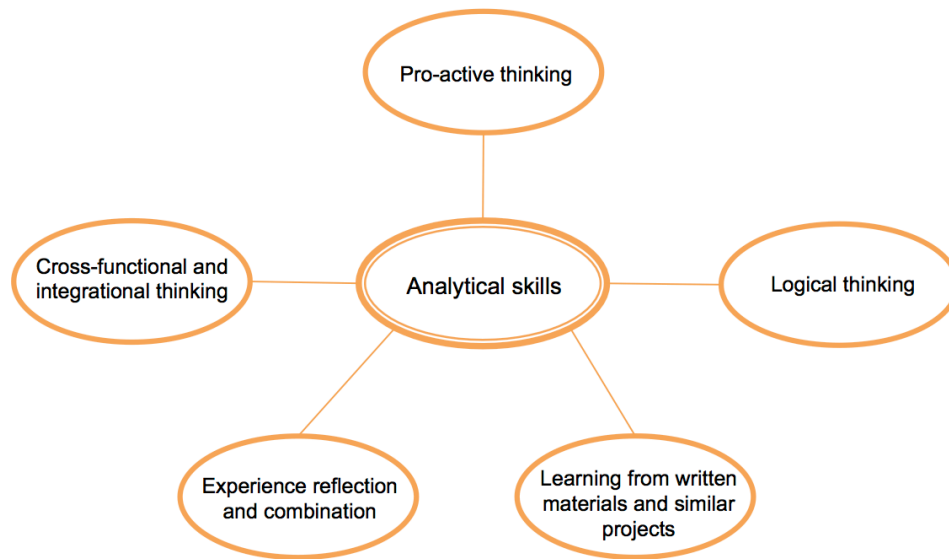 Pro-active thinking
Cross-functional and
integrational thinking
Analytical skills
Logical thinking
Experience reflection
and combination
Learning from written
materials and similar
projects